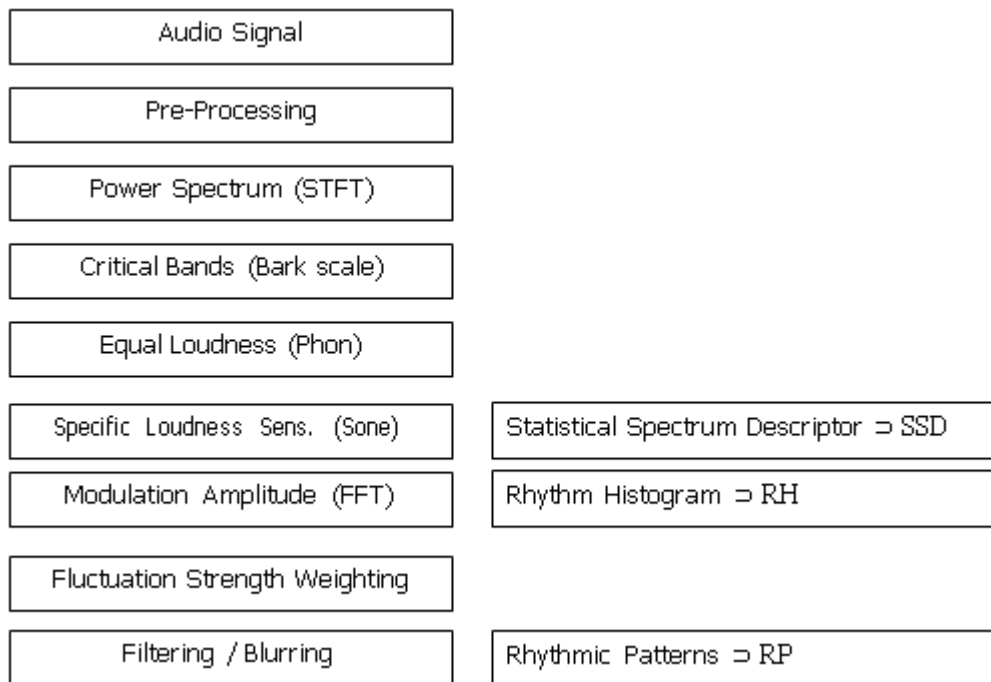 Audio Signal
Pre-Processing
Power Spectrum (STFT)
Critical Bands (Bark scale)
Equal Loudness (Phon)
Specific Loudness Sens. (Sone)
Statistical Spectrum Descriptor ⊃ SSD
Modulation Amplitude (FFT)
Rhythm Histogram ⊃ RH
Fluctuation Strength Weighting
Filtering / Blurring
Rhythmic Patterns ⊃ RP